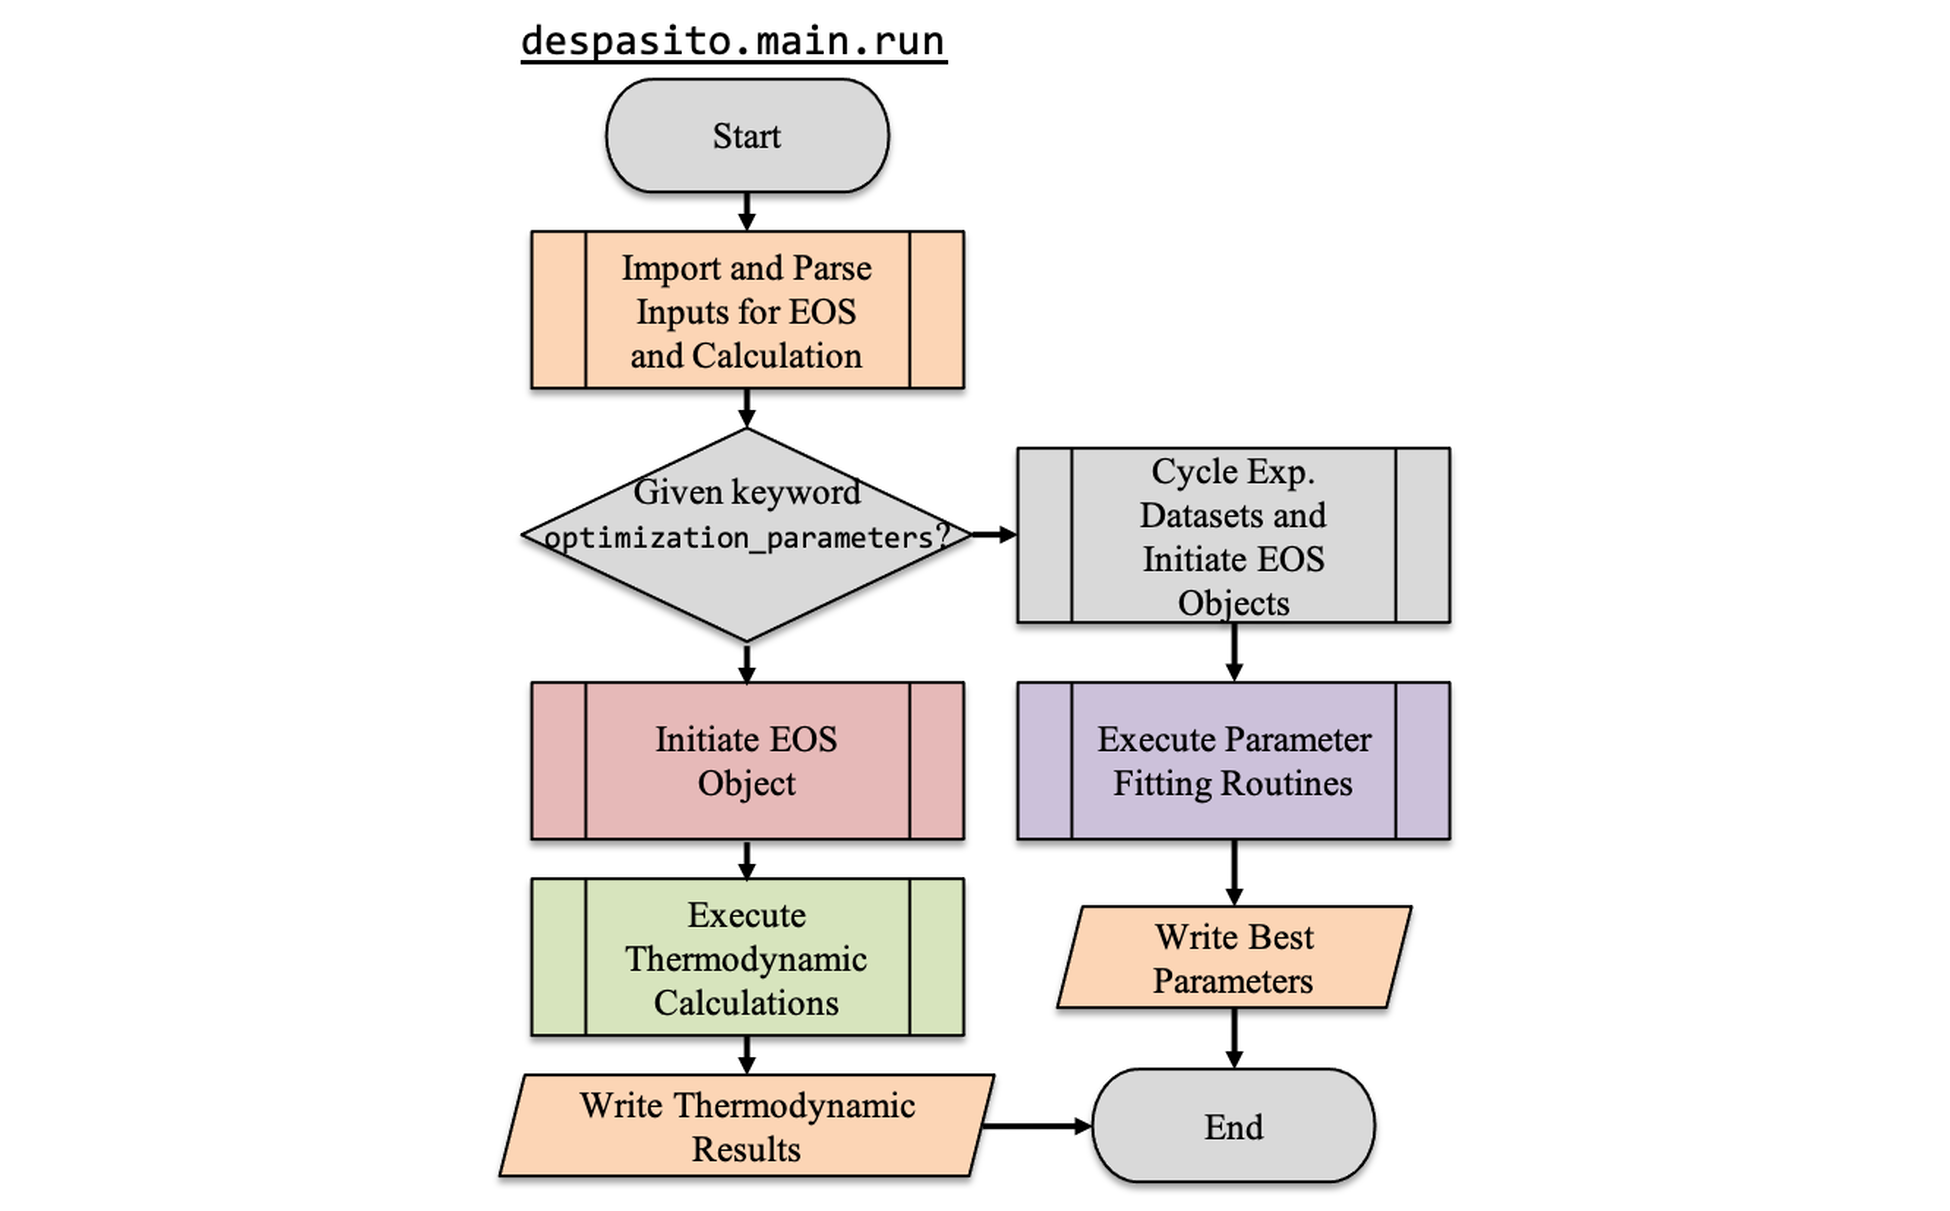 despasito.main.run
Start
Import and Parse
Inputs for EOS
and Calculation
Given keyword
optimization_parameters?
Cycle Exp.
Datasets and
Initiate EOS
Objects
Initiate EOS
Object
Execute Parameter
Fitting Routines
Execute
Thermodynamic
Calculations
Write Best
Parameters
Write Thermodynamic
Results
End